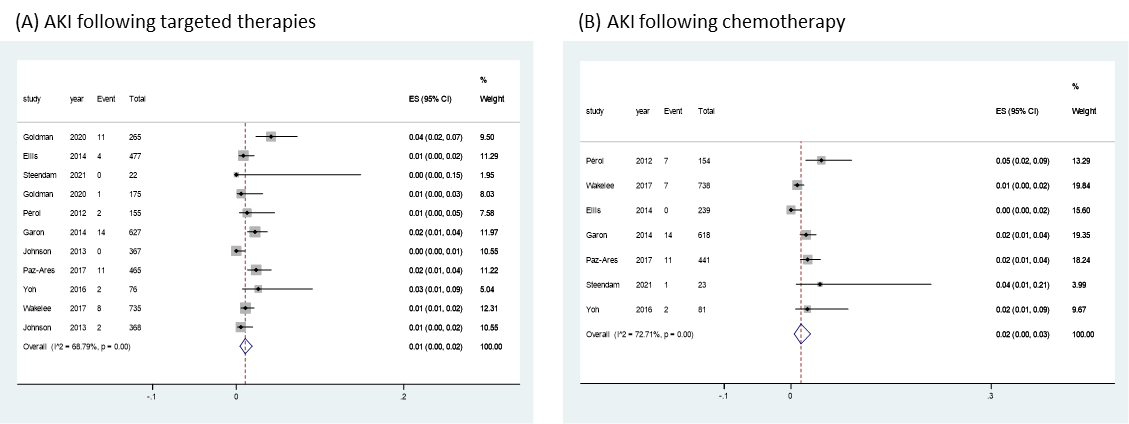 (A) AKI following targeted therapies
%
study year Event Total ES (95% CI) Weight
Goldman 2020 11 265 0.04 (0.02, 0.07) 9.50
Ellis 2014 4 477 0.01 (0.00, 0.02) 11.29
Steendam 2021 0 22 0.00 (0.00, 0.15) 1.95
Goldman 2020 1 175 0.01 (0.00, 0.03) 8.03
Pérol 2012 2 155 0.01 (0.00, 0.05) 7.58
Garon 2014 14 627 0.02 (0.01, 0.04) 11.97
Johnson 2013 0 367 0.00 (0.00, 0.01) 10.55
Paz-Ares 2017 11 465 0.02 (0.01, 0.04) 11.22
Yoh 2016 2 76 0.03 (0.01, 0.09) 5.04
Wakelee 2017 8 735 0.01 (0.01, 0.02) 12.31
Johnson 2013 2 368 0.01 (0.00, 0.02) 10.55
Overall (I^2 = 68.79%, p = 0.00) 0.01 (0.00, 0.02) 100.00
-.1 0 .2
(B) AKI following chemotherapy
%
study year Event Total ES (95% CI) Weight
Pérol 2012 7 154 0.05 (0.02, 0.09) 13.29
Wakelee 2017 7 738 0.01 (0.00, 0.02) 19.84
Ellis 2014 0 239 0.00 (0.00, 0.02) 15.60
Garon 2014 14 618 0.02 (0.01, 0.04) 19.35
Paz-Ares 2017 11 441 0.02 (0.01, 0.04) 18.24
Steendam 2021 1 23 0.04 (0.01, 0.21) 3.99
Yoh 2016 2 81 0.02 (0.01, 0.09) 9.67
Overall (I^2 = 72.71%, p = 0.00) 0.02 (0.00, 0.03) 100.00
-.1 0 .3